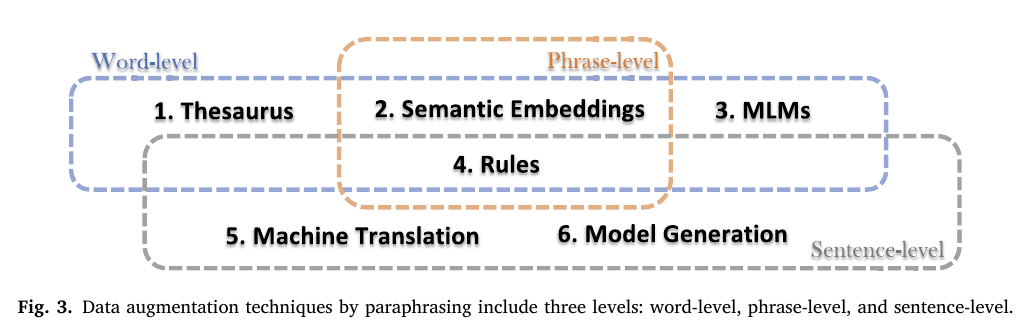 Word-level
Phrase-level
1. Thesaurus
2. Semantic Embeddings
3. MLMs
4. Rules
5. Machine Translation
6. Model Generation
Sentence-level
Fig. 3. Data augmentation techniques by paraphrasing include three levels: word-level, phrase-level, and sentence-level.